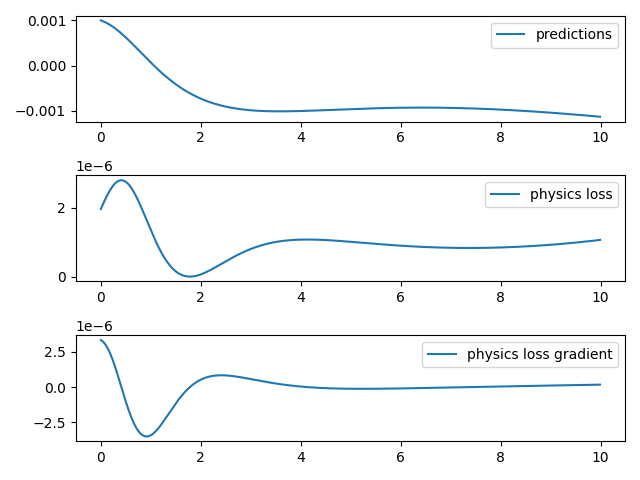 0.001
0.000
−0.001
predictions
0 2 4 6 8 10
1e−6
2
0
physics loss
0 2 4 6 8 10
1e−6
2.5
0.0
−2.5
physics loss gradient
0 2 4 6 8 10